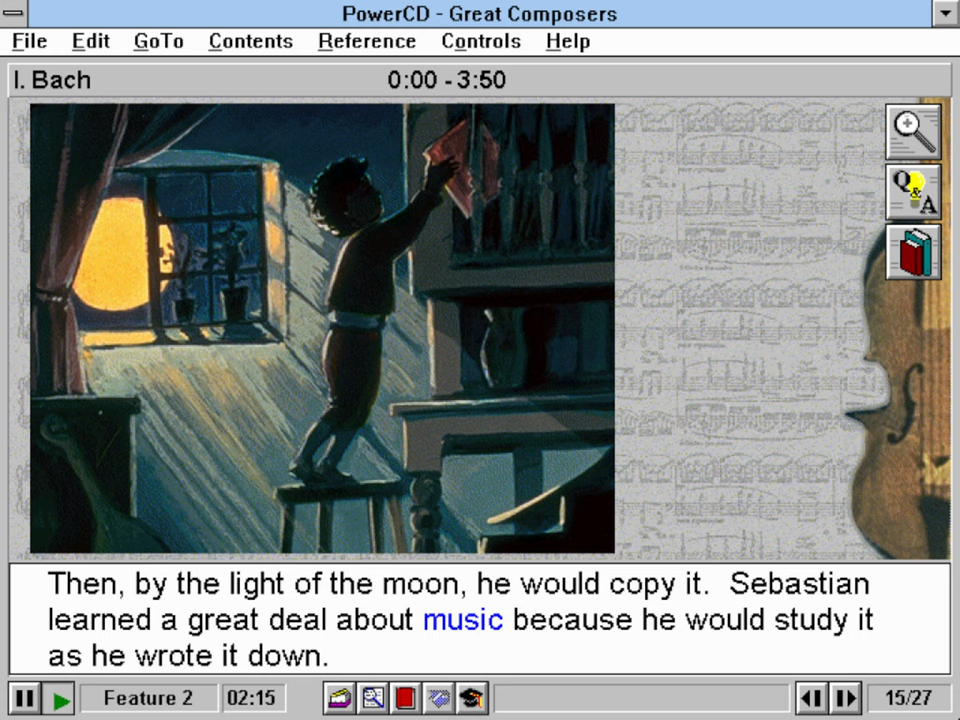 PowerCD - Great Composers
File Edit GoTo Contents Reference Controls Help
I. Bach 0:00 - 3:50
Q & A
Then, by the light of the moon, he would copy it. Sebastian
learned a great deal about music because he would study it
as he wrote it down.
Feature 2 02:15 15/27